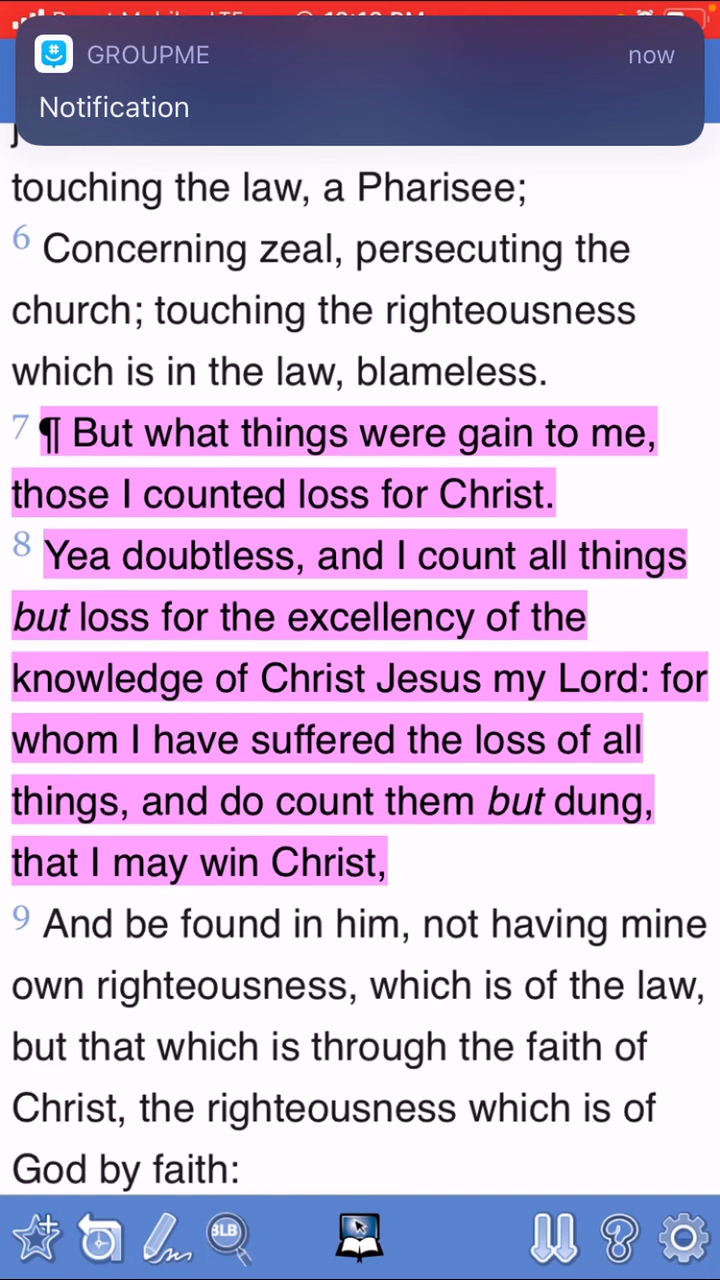 GROUPME
now
Notification
touching the law, a Pharisee;
6 Concerning zeal, persecuting the
church; touching the righteousness
which is in the law, blameless.
7 ¶ But what things were gain to me,
those I counted loss for Christ.
8 Yea doubtless, and I count all things
but loss for the excellency of the
knowledge of Christ Jesus my Lord: for
whom I have suffered the loss of all
things, and do count them but dung,
that I may win Christ,
9 And be found in him, not having mine
own righteousness, which is of the law,
but that which is through the faith of
Christ, the righteousness which is of
God by faith:
BLB